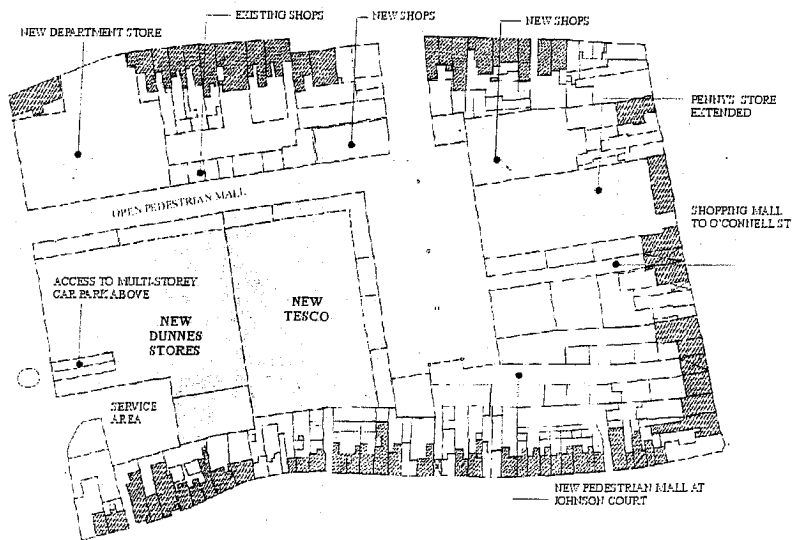 EXISTING SHOPS
NEW SHOPS
NEW SHOPS
NEW DEPARTMENT STORE
PENNYS STORE
EXTENDED
OPEN PEDESTRIAN MALL
SHOPPING MALL
TO O'CONNELL ST
ACCESS TO MULTI-STOREY
CAR PARK ABOVE
NEW
DUNNES
STORES
NEW
TESCO
SERVICE
AREA
NEW PEDESTRIAN MALL AT
JOHNSON COURT